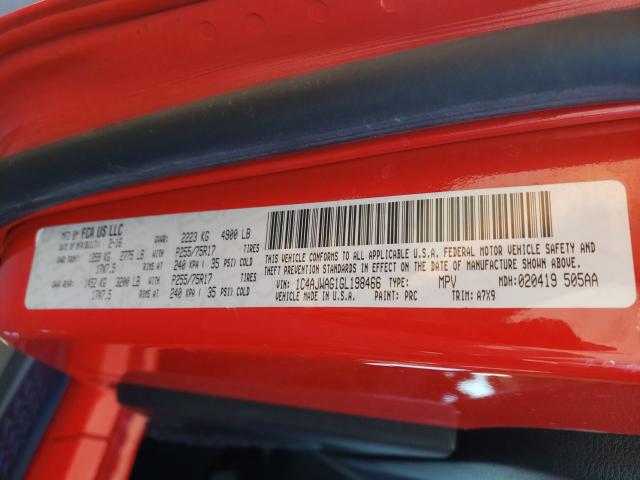 MFD BY FCA US LLC
DATE OF MFR/BUILT: 2-16 GVWR: 2223 KG 4900 LB
GAWR FRONT: 1259 KG 2775 LB WITH P255/75R17 TIRES
17X7.5 RIMS AT 240 KPA ( 35 PSI) COLD
GAWR REAR: 1452 KG 3200 LB WITH P255/75R17 TIRES
17X7.5 RIMS AT 240 KPA ( 35 PSI) COLD
THIS VEHICLE CONFORMS TO ALL APPLICABLE U.S.A. FEDERAL MOTOR VEHICLE SAFETY, BUMPER, AND
THEFT PREVENTION STANDARDS IN EFFECT ON THE DATE OF MANUFACTURE SHOWN ABOVE.
VIN: 1C4AJWAG1GL198466 TYPE: MPV MDH:020419 505AA
VEHICLE MADE IN U.S.A. PAINT: PRC TRIM: A7X9